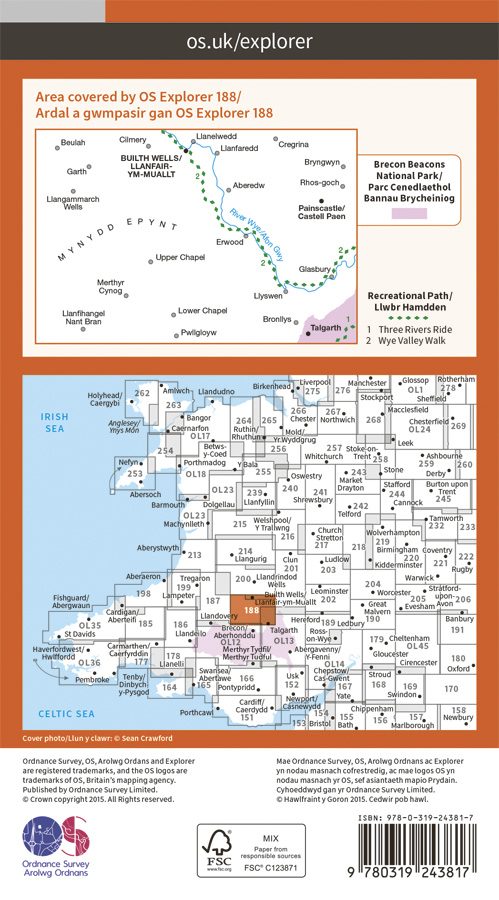 os.uk/explorer
Area covered by OS Explorer 188/
Ardal a gwmpasir gan OS Explorer 188
Beulah
Cilmery
Llanelwedd
Llanfaredd
Cregrina
BUILTH WELLS/
LLANFAIR-
YM-MUALLT
Garth
Bryngwyn
Rhos-goch
Llangammarch
Wells
2
Aberedw
Painscastle/
Castell Paen
River Wye/Afon Gwy
MYNYDD EPYNT
Erwood
2
Upper Chapel
2
Glasbury
2
Merthyr
Cynog
Llyswen
Llanfihangel
Nant Bran
Lower Chapel
Bronllys
Pwllgloyw
Talgarth
1
Brecon Beacons
National Park/
Parc Cenedlaethol
Bannau Brycheiniog
Recreational Path/
Llwbr Hamdden
1 Three Rivers Ride
2 Wye Valley Walk
IRISH
SEA
CELTIC SEA
Holyhead/
Caergybi
262
Amlwch
263
Llandudno
Birkenhead
Liverpool
275
276
Manchester
Glossop
OL1
Rotherham
278
Sheffield
Stockport
Anglesey/
Ynys Môn
Bangor
Caernarfon
OL17
264
Ruthin/
Rhuthun
265
266
Chester
Mold/
Yr Wyddgrug
267
Northwich
268
Macclesfield
Chesterfield
OL24
269
Leek
254
Betws-
y-Coed
256
257
Whitchurch
Stoke-on-
Trent
258
Ashbourne
259
260
Derby
Nefyn
253
Porthmadog
OL18
Y Bala
255
Oswestry
240
243
Market
Drayton
Stone
Stafford
244
Burton upon
Trent
245
Abersoch
Barmouth
OL23
Dolgellau
239
Llanfyllin
241
Shrewsbury
242
Telford
Cannock
OL23
Machynlleth
215
Welshpool/
Y Trallwng
216
Church
Stretton
217
218
Wolverhampton
219
Birmingham
220
Tamworth
232
233
Coventry
221
222
Rugby
Aberystwyth
213
214
Llangurig
201
Clun
Ludlow
203
Kidderminster
Warwick
Aberaeron
Tregaron
199
198
Lampeter
200
Llandrindod
Wells
Builth Wells/
Llanfair-ym-Muallt
Leominster
202
204
Worcester
205
Stratford-
upon-
Avon
206
Evesham
Fishguard/
Abergwaun
Cardigan/
Aberteifi
185
186
187
188
Llandovery
Hereford
189
Ledbury
Great
Malvern
190
Banbury
191
OL35
St Davids
Llandeilo
Brecon/
Aberhonddu
OL12
Talgarth
OL13
Ross-
on-Wye
179
Cheltenham
OL45
Gloucester
Haverfordwest/
Hwlffordd
OL36
Carmarthen/
Caerfyrddin
177
178
Llanelli
Merthyr Tydfil/
Merthyr Tudful
Abergavenny/
Y-Fenni
OL14
Cirencester
180
Oxford
Pembroke
Tenby/
Dinbych-
y-Pysgod
164
165
Swansea/
Abertawe
166
Pontypridd
Usk
152
Chepstow/
Cas-Gwent
167
Yate
Stroud
168
169
Swindon
170
Porthcawl
Cardiff/
Caerdydd
151
Newport/
Casnewydd
153
154
Bristol
155
Bath
Chippenham
156
157
Marlborough
158
Newbury
Cover photo/Llun y clawr: © Sean Crawford
Ordnance Survey, OS, Arolwg Ordans and Explorer
are registered trademarks, and the OS logos are
trademarks of OS, Britain's mapping agency.
Published by Ordnance Survey Limited.
© Crown copyright 2015. All Rights reserved.
Mae Ordnance Survey, OS, Arolwg Ordnans ac Explorer
yn nodau masnach cofrestredig, ac mae logos OS yn
nodau masnach yr OS, sef asiantaeth mapio Prydain.
Cyhoeddwyd gan yr Ordnance Survey Limited.
© Hawlfraint y Goron 2015. Cedwir pob hawl.
Ordnance Survey
Arolwg Ordnans
FSC
www.fsc.org
MIX
Paper from
responsible sources
FSC® C123871
ISBN: 978-0-319-24381-7
9 780319 243817